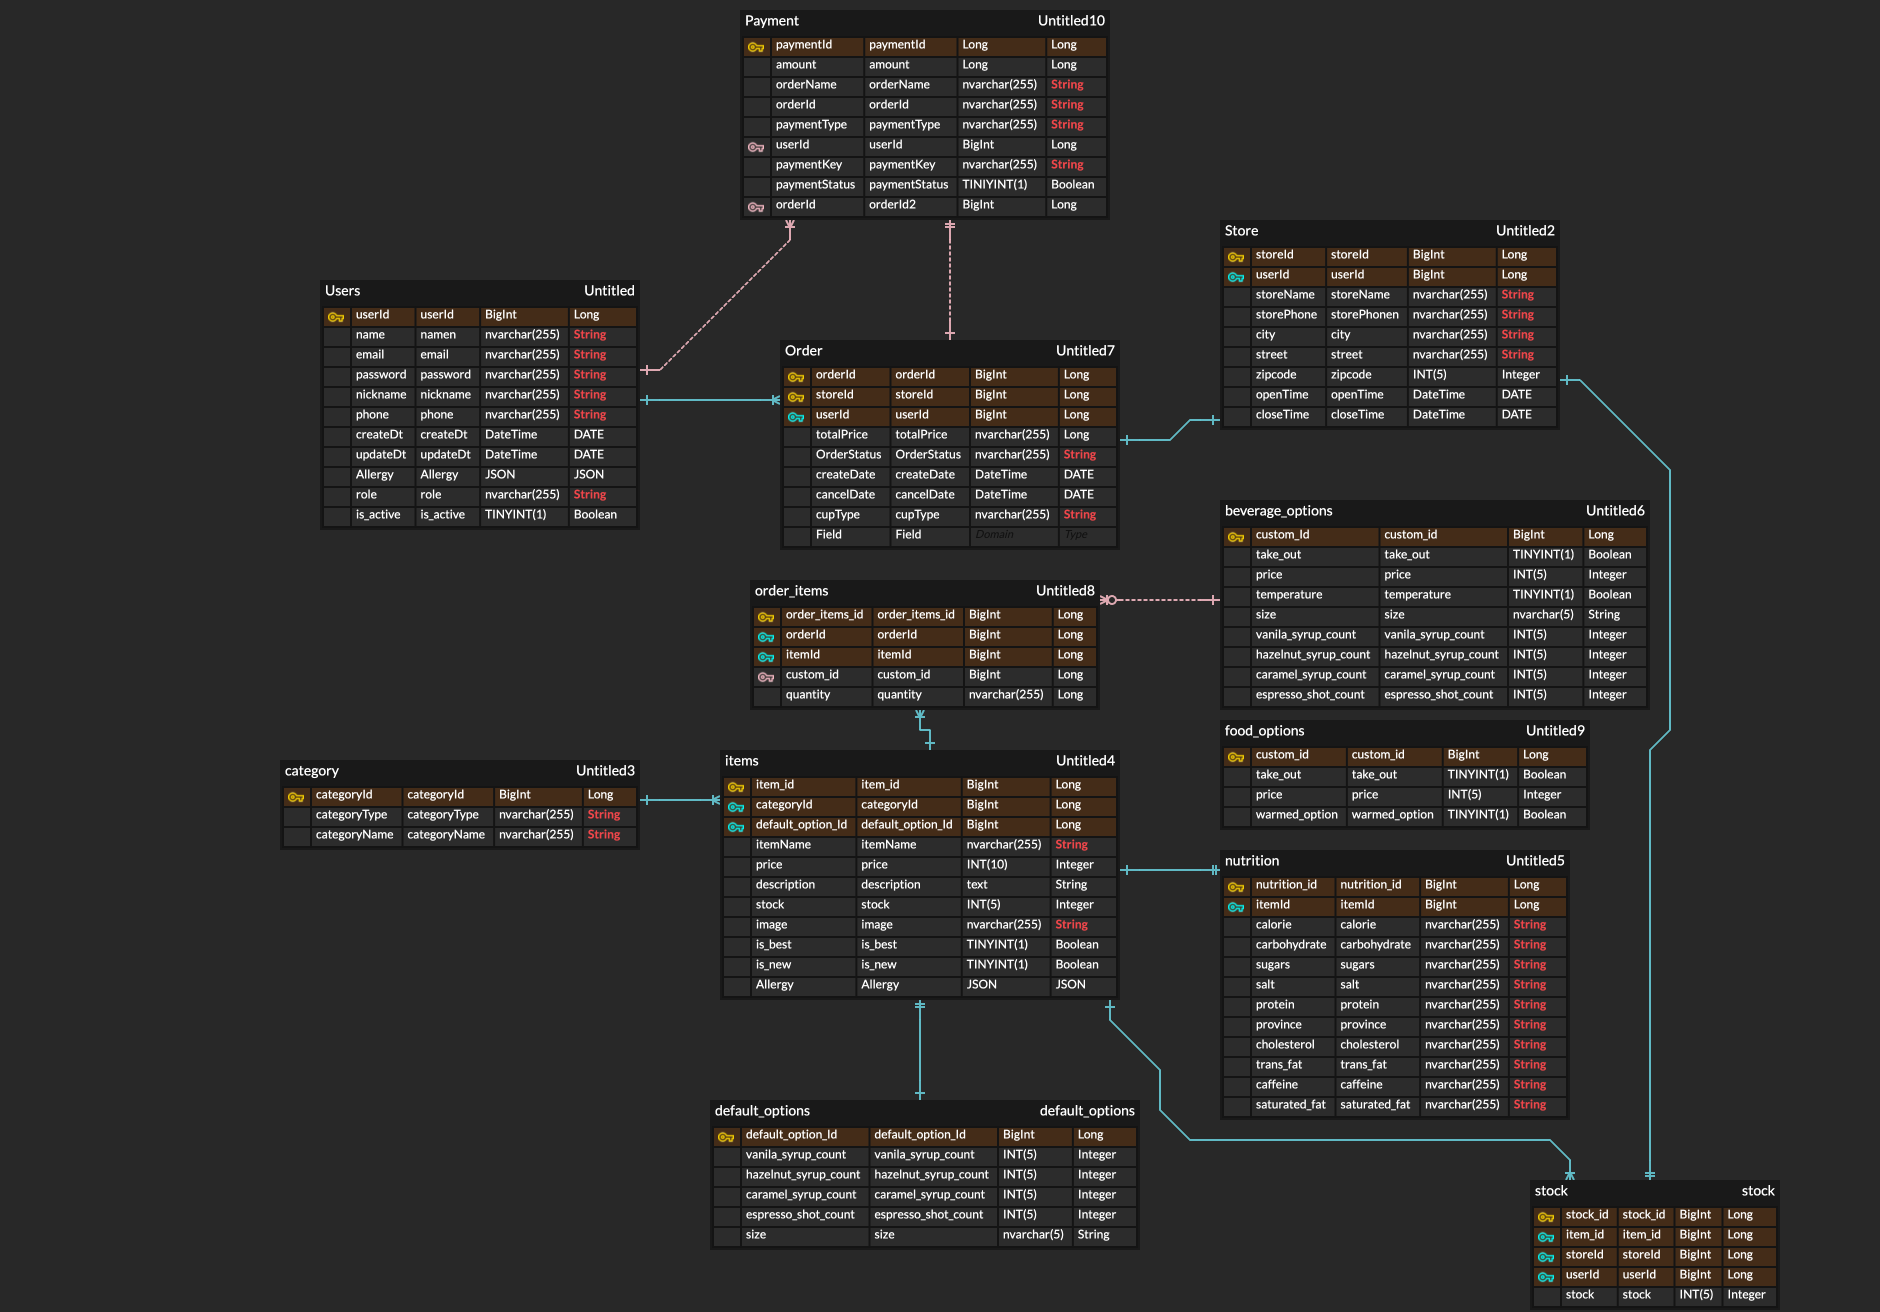 Payment Untitled10
paymentId paymentId Long Long
amount amount Long Long
orderName orderName nvarchar(255) String
orderId orderId nvarchar(255) String
paymentType paymentType nvarchar(255) String
userId userId BigInt Long
paymentKey paymentKey nvarchar(255) String
paymentStatus paymentStatus TINIYINT(1) Boolean
orderId orderId2 BigInt Long
Store Untitled2
storeId storeId BigInt Long
userId userId BigInt Long
storeName storeName nvarchar(255) String
storePhone storePhonen nvarchar(255) String
city city nvarchar(255) String
street street nvarchar(255) String
zipcode zipcode INT(5) Integer
openTime openTime DateTime DATE
closeTime closeTime DateTime DATE
Users Untitled
userId userId BigInt Long
name namen nvarchar(255) String
email email nvarchar(255) String
password password nvarchar(255) String
nickname nickname nvarchar(255) String
phone phone nvarchar(255) String
createDt createDt DateTime DATE
updateDt updateDt DateTime DATE
Allergy Allergy JSON JSON
role role nvarchar(255) String
is_active is_active TINYINT(1) Boolean
Order Untitled7
orderId orderId BigInt Long
storeId storeId BigInt Long
userId userId BigInt Long
totalPrice totalPrice nvarchar(255) Long
OrderStatus OrderStatus nvarchar(255) String
createDate createDate DateTime DATE
cancelDate cancelDate DateTime DATE
cupType cupType nvarchar(255) String
Field Field Domain Type
beverage_options Untitled6
custom_Id custom_id BigInt Long
take_out take_out TINYINT(1) Boolean
price price INT(5) Integer
temperature temperature TINYINT(1) Boolean
size size nvarchar(5) String
vanila_syrup_count vanila_syrup_count INT(5) Integer
hazelnut_syrup_count hazelnut_syrup_count INT(5) Integer
caramel_syrup_count caramel_syrup_count INT(5) Integer
espresso_shot_count espresso_shot_count INT(5) Integer
order_items Untitled8
order_items_id order_items_id BigInt Long
orderId orderId BigInt Long
itemId itemId BigInt Long
custom_id custom_id BigInt Long
quantity quantity nvarchar(255) Long
food_options Untitled9
custom_id custom_id BigInt Long
take_out take_out TINYINT(1) Boolean
price price INT(5) Integer
warmed_option warmed_option TINYINT(1) Boolean
category Untitled3
categoryId categoryId BigInt Long
categoryType categoryType nvarchar(255) String
categoryName categoryName nvarchar(255) String
items Untitled4
item_id item_id BigInt Long
categoryId categoryId BigInt Long
default_option_Id default_option_Id BigInt Long
itemName itemName nvarchar(255) String
price price INT(10) Integer
description description text String
stock stock INT(5) Integer
image image nvarchar(255) String
is_best is_best TINYINT(1) Boolean
is_new is_new TINYINT(1) Boolean
Allergy Allergy JSON JSON
nutrition Untitled5
nutrition_id nutrition_id BigInt Long
itemId itemId BigInt Long
calorie calorie nvarchar(255) String
carbohydrate carbohydrate nvarchar(255) String
sugars sugars nvarchar(255) String
salt salt nvarchar(255) String
protein protein nvarchar(255) String
province province nvarchar(255) String
cholesterol cholesterol nvarchar(255) String
trans_fat trans_fat nvarchar(255) String
caffeine caffeine nvarchar(255) String
saturated_fat saturated_fat nvarchar(255) String
default_options default_options
default_option_Id default_option_Id BigInt Long
vanila_syrup_count vanila_syrup_count INT(5) Integer
hazelnut_syrup_count hazelnut_syrup_count INT(5) Integer
caramel_syrup_count caramel_syrup_count INT(5) Integer
espresso_shot_count espresso_shot_count INT(5) Integer
size size nvarchar(5) String
stock stock
stock_id stock_id BigInt Long
item_id item_id BigInt Long
storeId storeId BigInt Long
userId userId BigInt Long
stock stock INT(5) Integer